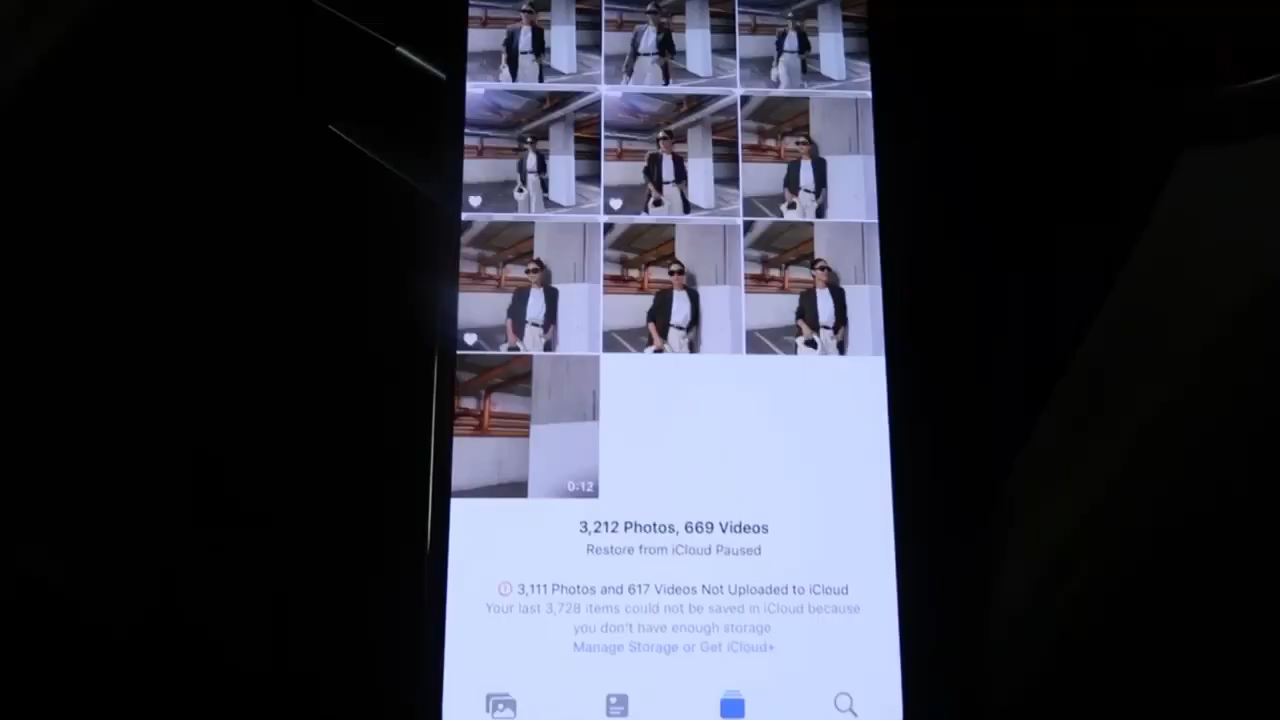 0:12
3,212 Photos, 669 Videos
Restore from iCloud Paused
3,111 Photos and 617 Videos Not Uploaded to iCloud
Your last 3,728 items could not be saved in iCloud because
you don't have enough storage
Manage Storage or Get iCloud+